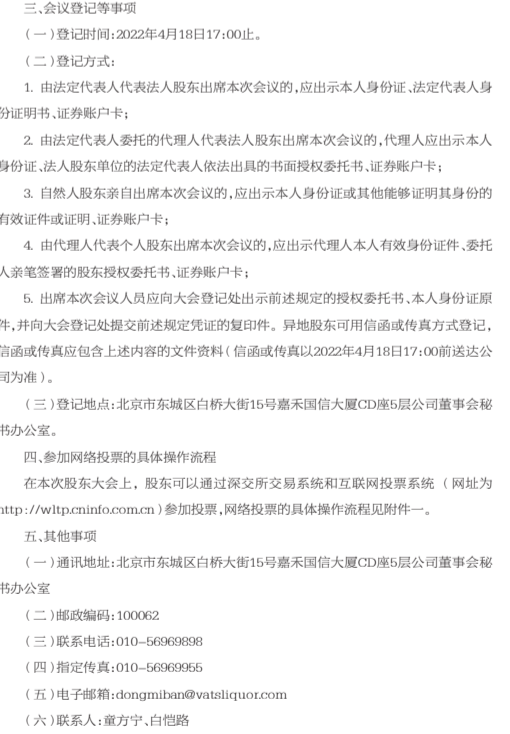 三、会议登记等事项
(一)登记时间:2022年4月18日17:00止。
(二)登记方式:
1. 由法定代表人代表法人股东出席本次会议的,应出示本人身份证、法定代表人身
份证明书、证券账户卡;
2. 由法定代表人委托的代理人代表法人股东出席本次会议的,代理人应出示本人
身份证、法人股东单位的法定代表人依法出具的书面授权委托书、证券账户卡;
3. 自然人股东亲自出席本次会议的,应出示本人身份证或其他能够证明其身份的
有效证件或证明、证券账户卡;
4. 由代理人代表个人股东出席本次会议的,应出示代理人本人有效身份证件、委托
人亲笔签署的股东授权委托书、证券账户卡;
5. 出席本次会议人员应向大会登记处出示前述规定的授权委托书、本人身份证原
件,并向大会登记处提交前述规定凭证的复印件。异地股东可用信函或传真方式登记,
信函或传真应包含上述内容的文件资料(信函或传真以2022年4月18日17:00前送达公
司为准)。
(三)登记地点:北京市东城区白桥大街15号嘉禾国信大厦CD座5层公司董事会秘
书办公室。
四、参加网络投票的具体操作流程
在本次股东大会上, 股东可以通过深交所交易系统和互联网投票系统 (网址为
http://wltp.cninfo.com.cn)参加投票,网络投票的具体操作流程见附件一。
五、其他事项
(一)通讯地址:北京市东城区白桥大街15号嘉禾国信大厦CD座5层公司董事会秘
书办公室
(二)邮政编码:100062
(三)联系电话:010-56969898
(四)指定传真:010-56969955
(五)电子邮箱:dongmiban@vatsliquor.com
(六)联系人:童方宁、白恺路